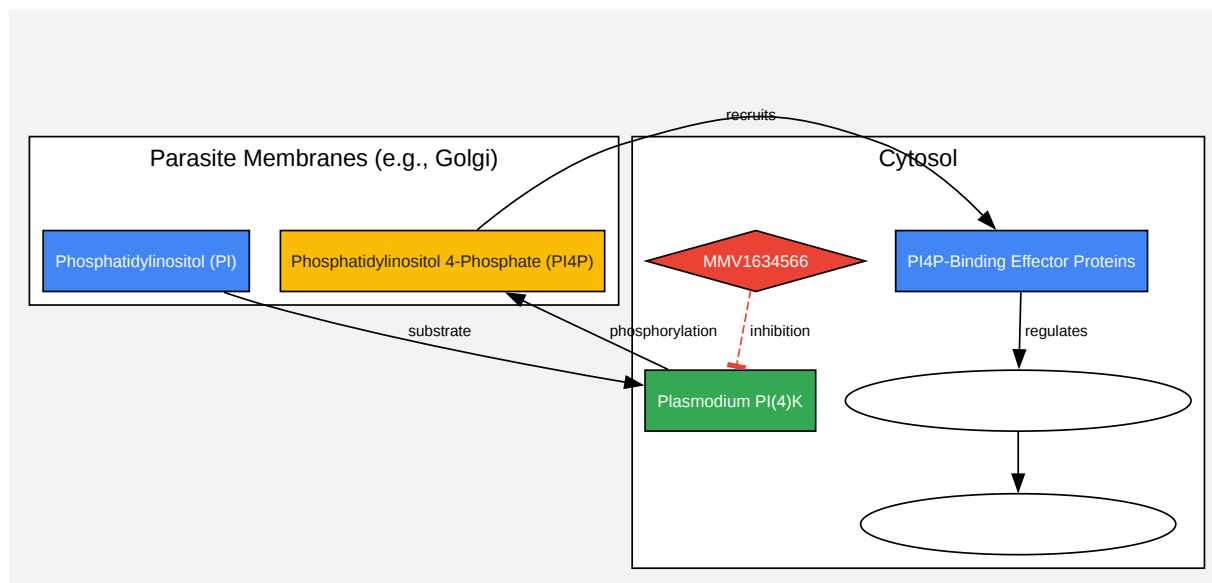 recruits
Parasite Membranes (e.g., Golgi)
Cytosol
Phosphatidylinositol (PI)
Phosphatidylinositol 4-Phosphate (PI4P)
MMV1634566
PI4P-Binding Effector Proteins
substrate
phosphorylation
inhibition
regulates
Plasmodium PI(4)K